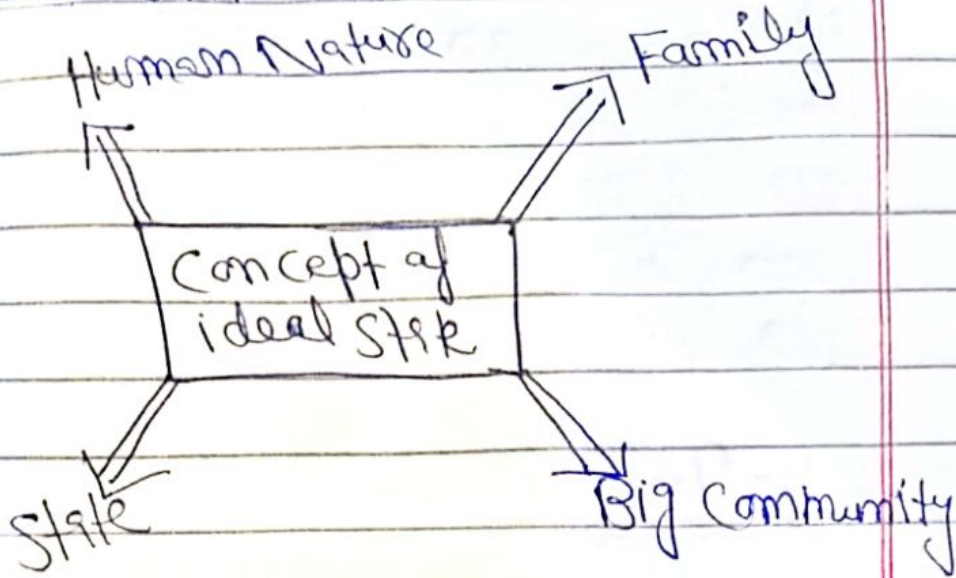 Human Nature
Family
Concept of
ideal State
State
Big Community